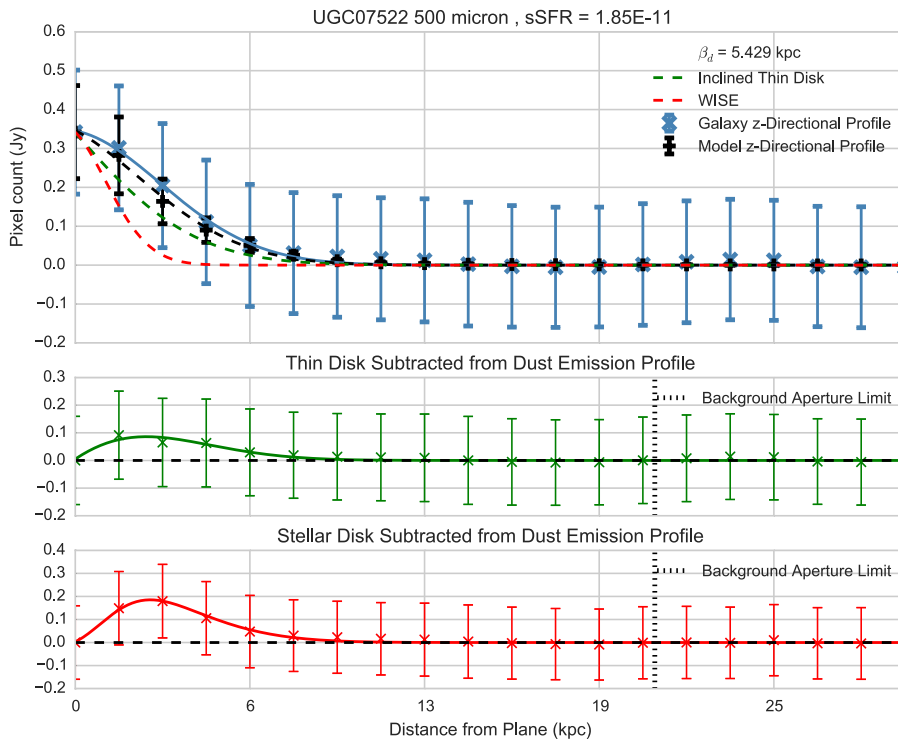 UGC07522 500 micron , sSFR = 1.85E-11
0.6
0.5
0.4
0.3
0.2
0.1
0.0
−0.1
−0.2
Pixel count (Jy)
β_d = 5.429 kpc
Inclined Thin Disk
WISE
Galaxy z-Directional Profile
Model z-Directional Profile
Thin Disk Subtracted from Dust Emission Profile
0.3
0.2
0.1
0.0
−0.1
−0.2
Background Aperture Limit
Stellar Disk Subtracted from Dust Emission Profile
0.4
0.3
0.2
0.1
0.0
−0.1
−0.2
Background Aperture Limit
0 6 13 19 25
Distance from Plane (kpc)